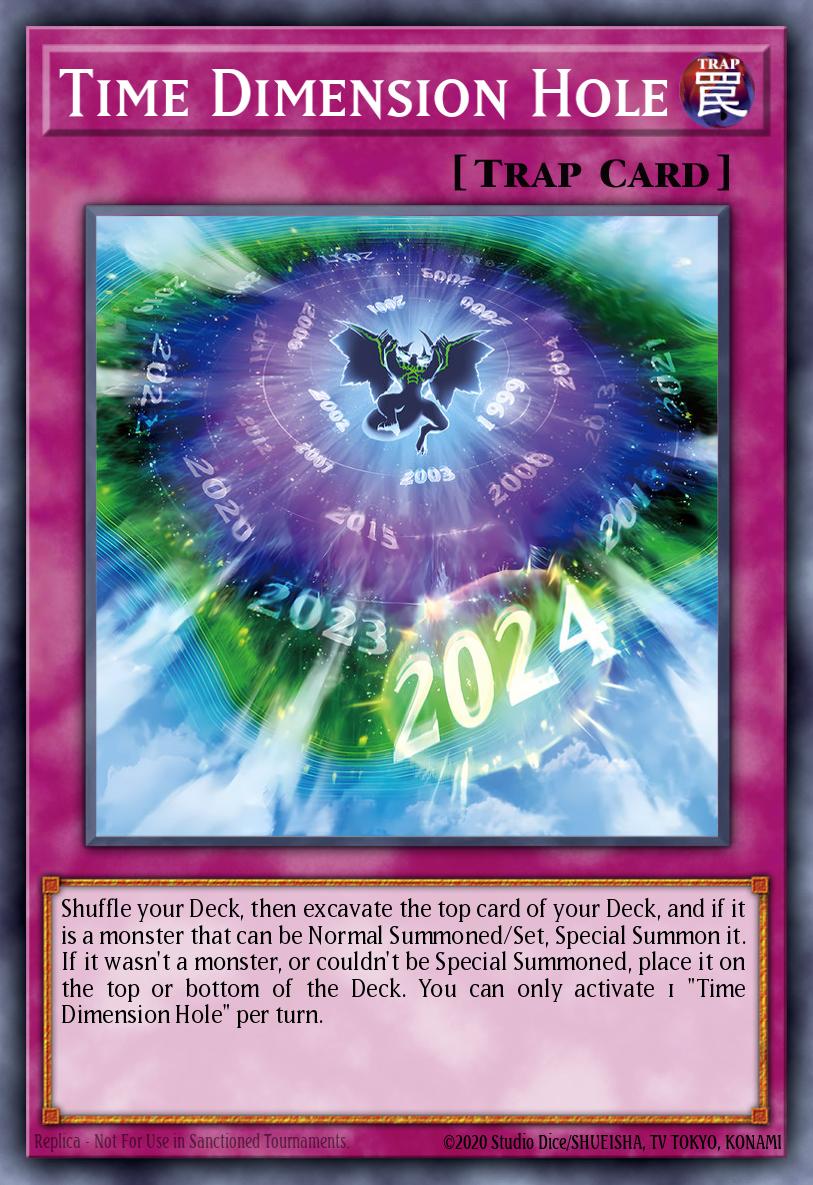 TIME DIMENSION HOLE
TRAP
罠
[TRAP CARD]
2005
2001
2000
2006
2004
1999
2002
2013
2012
2007
2003
2008
2020
2015
2023
2024
Shuffle your Deck, then excavate the top card of your Deck, and if it
is a monster that can be Normal Summoned/Set, Special Summon it.
If it wasn't a monster, or couldn't be Special Summoned, place it on
the top or bottom of the Deck. You can only activate 1 "Time
Dimension Hole" per turn.
Replica - Not For Use in Sanctioned Tournaments.
©2020 Studio Dice/SHUEISHA, TV TOKYO, KONAMI